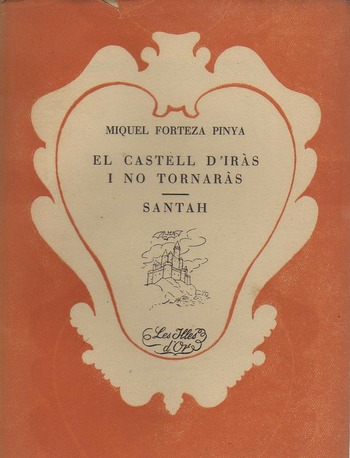 MIQUEL FORTEZA PINYA
EL CASTELL D'IRÀS
I NO TORNARÀS
SANTAH
Les Illes
d'Or